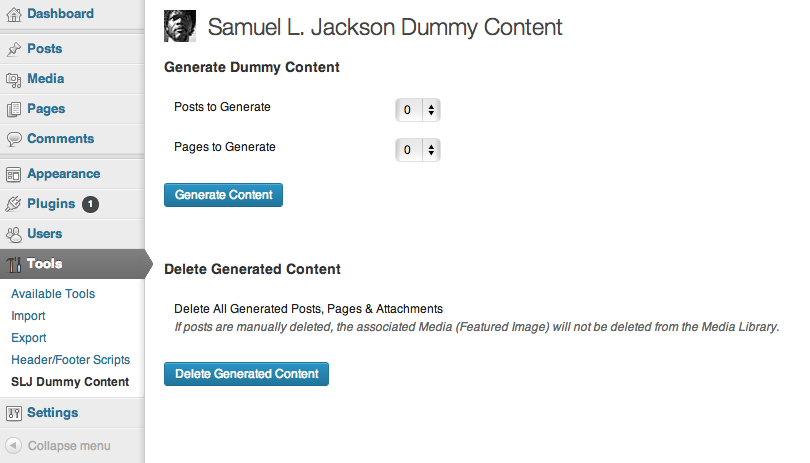 Dashboard
Posts
Media
Pages
Comments
Appearance
Plugins 1
Users
Tools
Available Tools
Import
Export
Header/Footer Scripts
SLJ Dummy Content
Settings
Collapse menu
Samuel L. Jackson Dummy Content
Generate Dummy Content
Posts to Generate 0
Pages to Generate 0
Generate Content
Delete Generated Content
Delete All Generated Posts, Pages & Attachments
If posts are manually deleted, the associated Media (Featured Image) will not be deleted from the Media Library.
Delete Generated Content